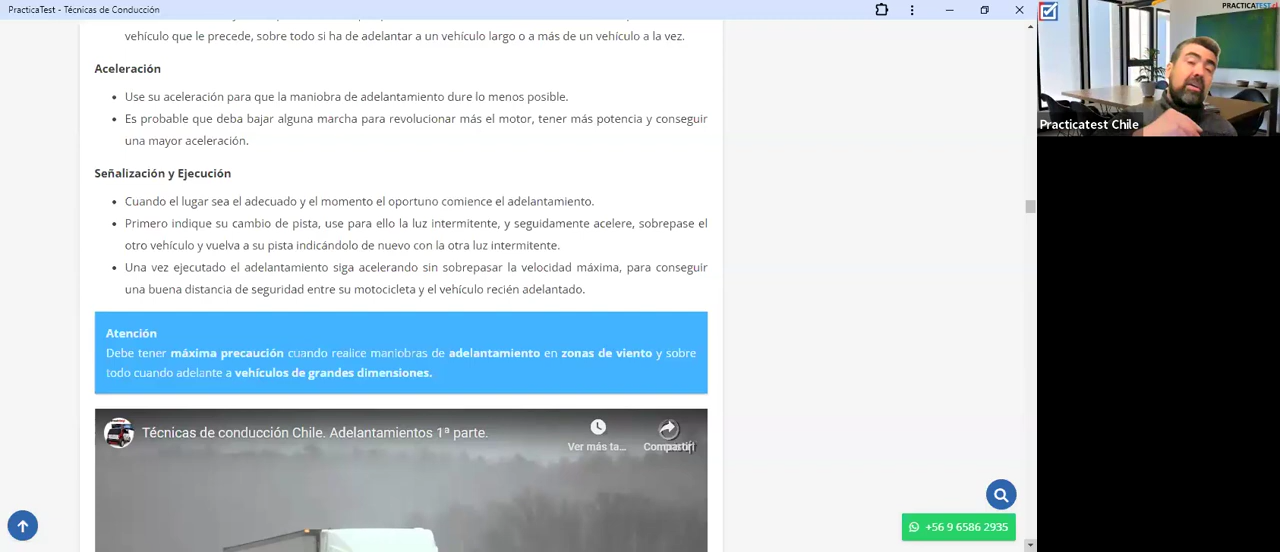 PracticaTest - Técnicas de Conducción
PRACTICATEST
vehículo que le precede, sobre todo si ha de adelantar a un vehículo largo o a más de un vehículo a la vez.
Aceleración
• Use su aceleración para que la maniobra de adelantamiento dure lo menos posible.
• Es probable que deba bajar alguna marcha para revolucionar más el motor, tener más potencia y conseguir
una mayor aceleración.
Practicatest Chile
Señalización y Ejecución
• Cuando el lugar sea el adecuado y el momento el oportuno comience el adelantamiento.
• Primero indique su cambio de pista, use para ello la luz intermitente, y seguidamente acelere, sobrepase el
otro vehículo y vuelva a su pista indicándolo de nuevo con la otra luz intermitente.
• Una vez ejecutado el adelantamiento siga acelerando sin sobrepasar la velocidad máxima, para conseguir
una buena distancia de seguridad entre su motocicleta y el vehículo recién adelantado.
Atención
Debe tener máxima precaución cuando realice maniobras de adelantamiento en zonas de viento y sobre
todo cuando adelante a vehículos de grandes dimensiones.
Técnicas de conducción Chile. Adelantamientos 1ª parte.
Ver más ta...
Compartir
+56 9 6586 2935